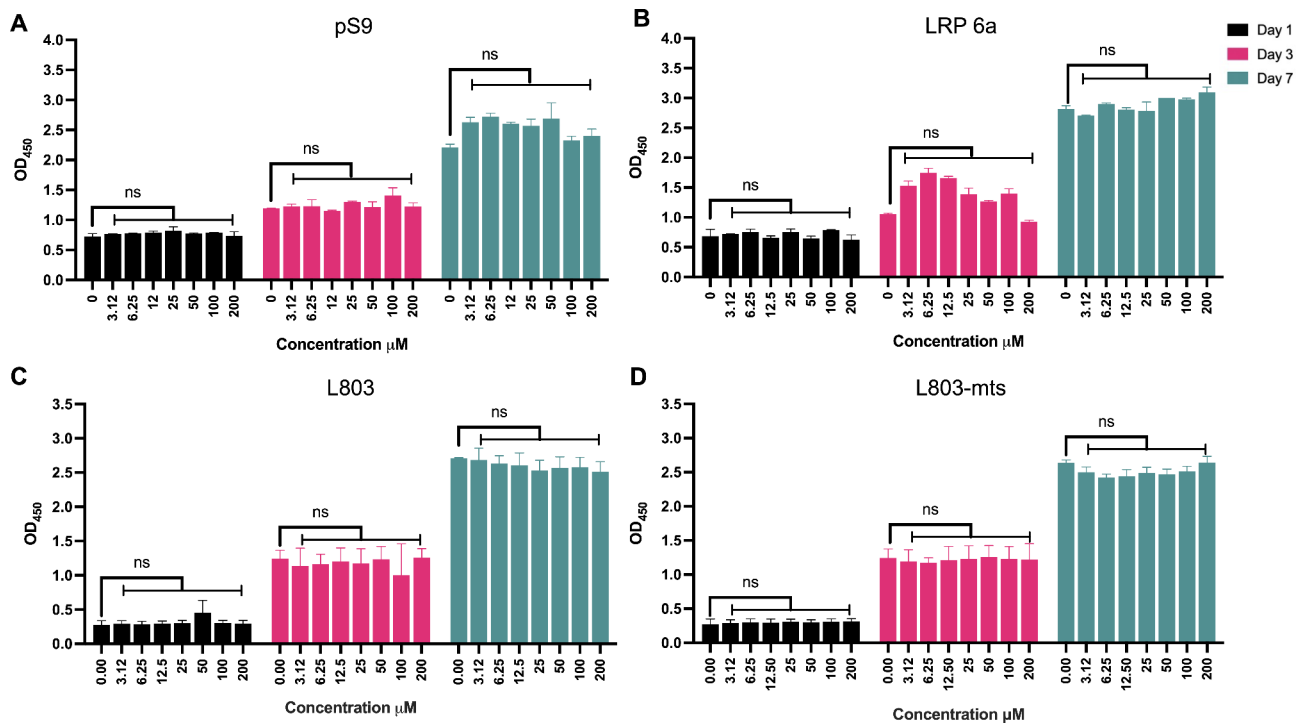 A
pS9
OD450
4.0
3.5
3.0
2.5
2.0
1.5
1.0
0.5
0.0
ns
ns
ns
0 3.12 6.25 12 25 50 100 200
0 3.12 6.25 12 25 50 100 200
0 3.12 6.25 12 25 50 100 200
Concentration μM
B
LRP 6a
OD450
4.0
3.5
3.0
2.5
2.0
1.5
1.0
0.5
0.0
ns
ns
ns
0 3.12 6.25 12.5 25 50 100 200
0 3.12 6.25 12.5 25 50 100 200
0 3.12 6.25 12.5 25 50 100 200
Concentration μM
Day 1
Day 3
Day 7
C
L803
OD450
3.5
3.0
2.5
2.0
1.5
1.0
0.5
0.0
ns
ns
ns
0.00 3.12 6.25 12.5 25 50 100 200
0.00 3.12 6.25 12.5 25 50 100 200
0.00 3.12 6.25 12.5 25 50 100 200
Concentration μM
D
L803-mts
OD450
3.5
3.0
2.5
2.0
1.5
1.0
0.5
0.0
ns
ns
ns
0.00 3.12 6.25 12.50 25 50 100 200
0.00 3.12 6.25 12.50 25 50 100 200
0.00 3.12 6.25 12.50 25 50 100 200
Concentration μM